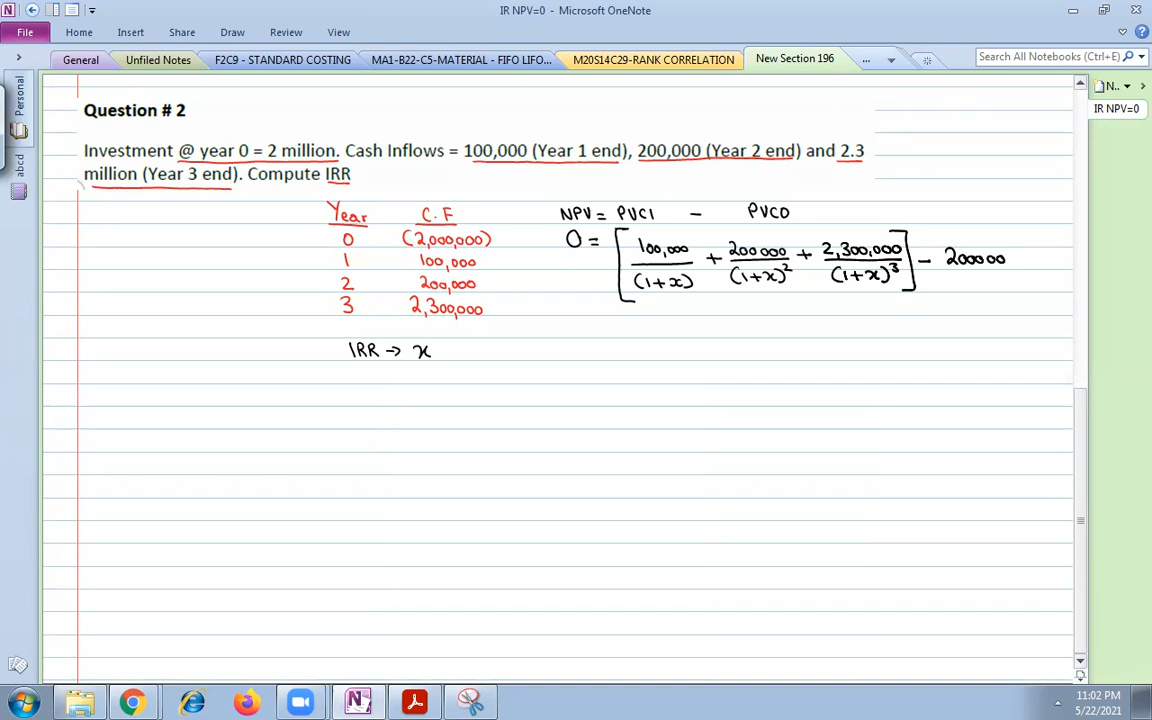 IR NPV=0 - Microsoft OneNote
File Home Insert Share Draw Review View
General Unfiled Notes F2C9 - STANDARD COSTING MA1-B22-C5-MATERIAL - FIFO LIFO... M20S14C29-RANK CORRELATION New Section 196 ... Search All Notebooks (Ctrl+E)
Personal
abcd
N..
IR NPV=0
Question # 2
Investment @ year 0 = 2 million. Cash Inflows = 100,000 (Year 1 end), 200,000 (Year 2 end) and 2.3
million (Year 3 end). Compute IRR
Year C.F
0 (2,000,000)
1 100,000
2 200,000
3 2,300,000
IRR → x
NPV = PVCI - PVCO
0 = [100,000/(1+x) + 200000/(1+x)² + 2,300,000/(1+x)³] - 200000
11:02 PM
5/22/2021